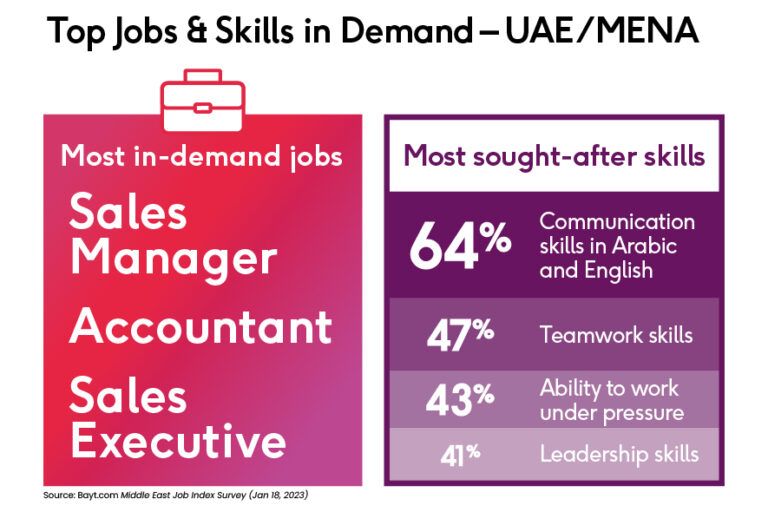 Top Jobs & Skills in Demand – UAE/MENA
Most in-demand jobs
Sales
Manager
Accountant
Sales
Executive
Most sought-after skills
64%
Communication
skills in Arabic
and English
47%
Teamwork skills
43%
Ability to work
under pressure
41%
Leadership skills
Source: Bayt.com Middle East Job Index Survey (Jan 18, 2023)